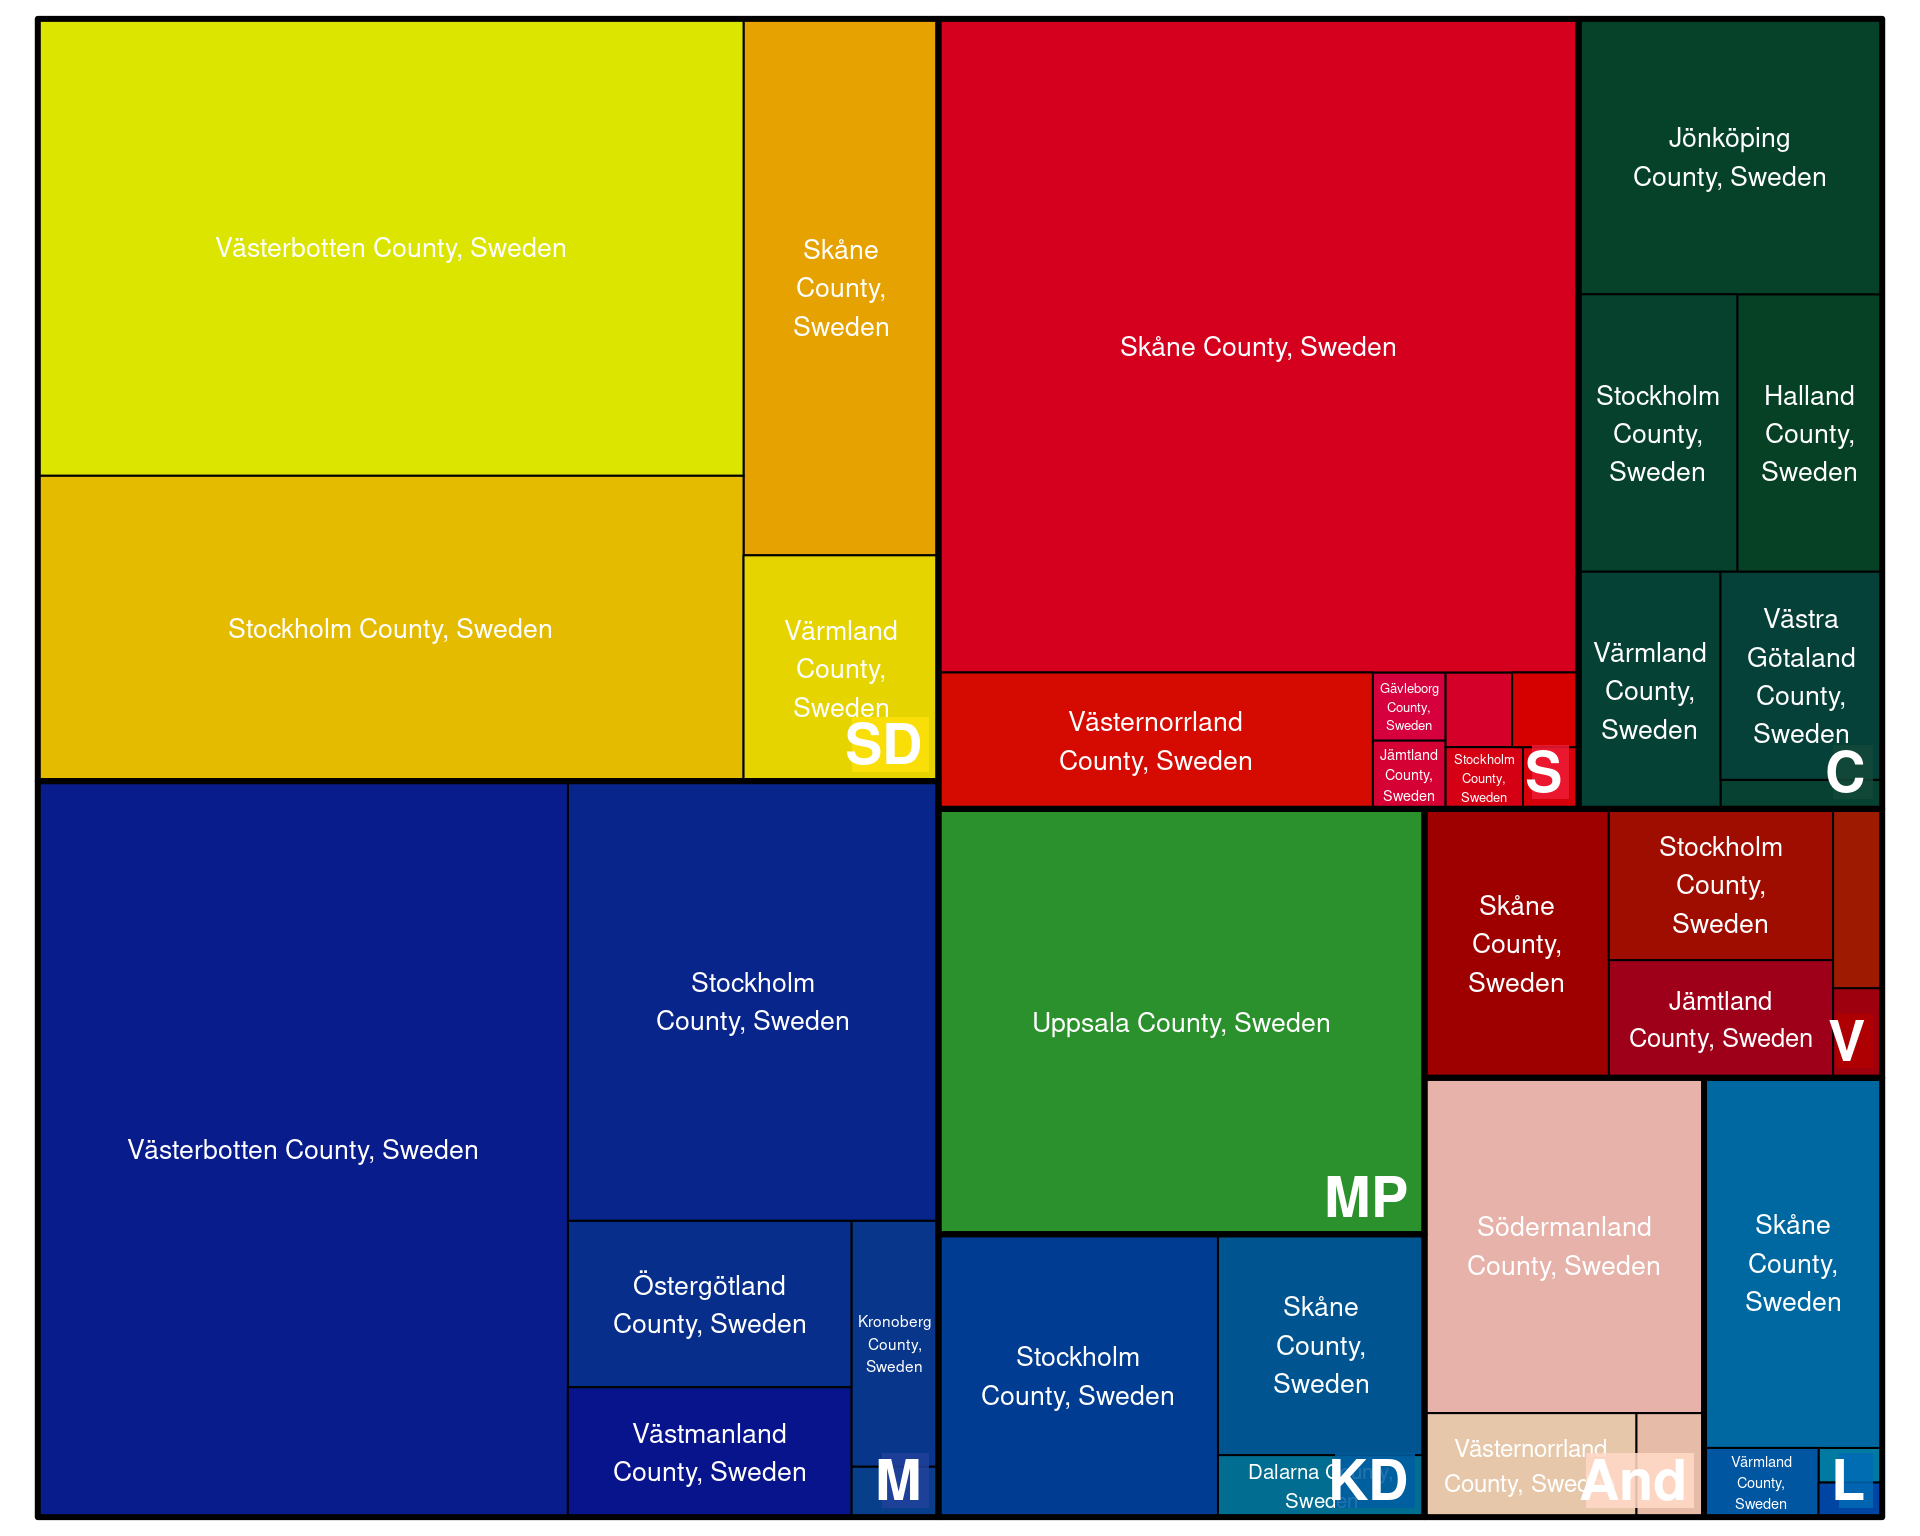 Västerbotten County, Sweden
Skåne
County,
Sweden
Stockholm County, Sweden
Värmland
County,
Sweden
SD
Skåne County, Sweden
Västernorrland
County, Sweden
Gävleborg
County,
Sweden
Jämtland
County,
Sweden
Stockholm
County,
Sweden
S
Jönköping
County, Sweden
Stockholm
County,
Sweden
Halland
County,
Sweden
Värmland
County,
Sweden
Västra
Götaland
County,
Sweden
C
Västerbotten County, Sweden
Stockholm
County, Sweden
Östergötland
County, Sweden
Kronoberg
County,
Sweden
Västmanland
County, Sweden
M
Uppsala County, Sweden
MP
Stockholm
County, Sweden
Skåne
County,
Sweden
Dalarna County,
Sweden
KD
Skåne
County,
Sweden
Stockholm
County,
Sweden
Jämtland
County, Sweden
V
Södermanland
County, Sweden
Västernorrland
County, Sweden
And
Skåne
County,
Sweden
Värmland
County,
Sweden
L